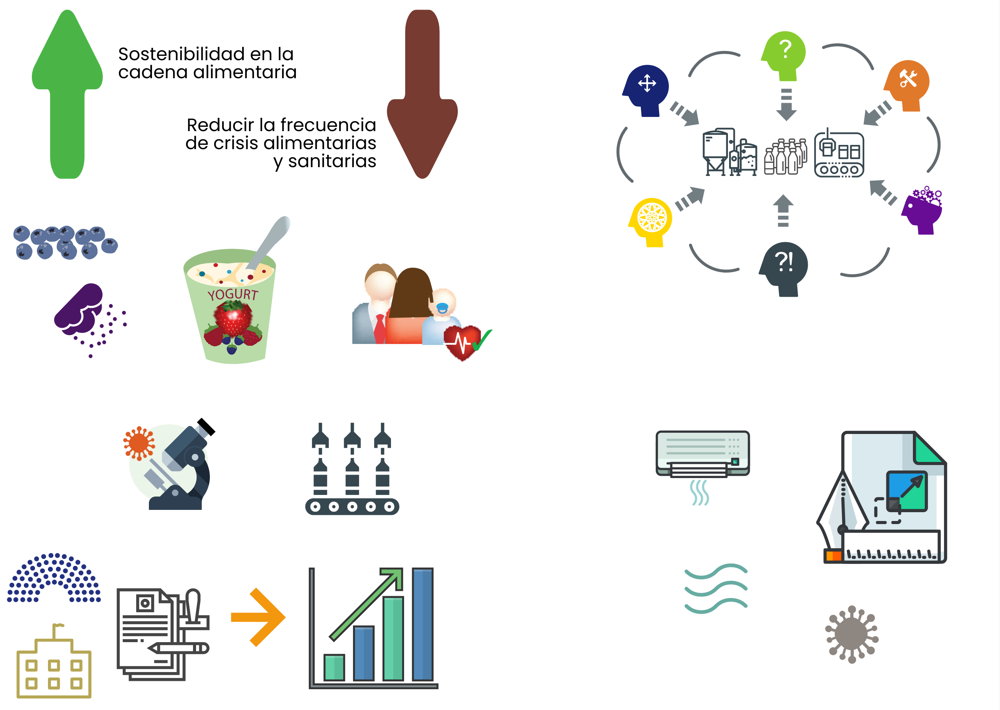 Sostenibilidad en la
cadena alimentaria
Reducir la frecuencia
de crisis alimentarias
y sanitarias
?
YOGURT
?!